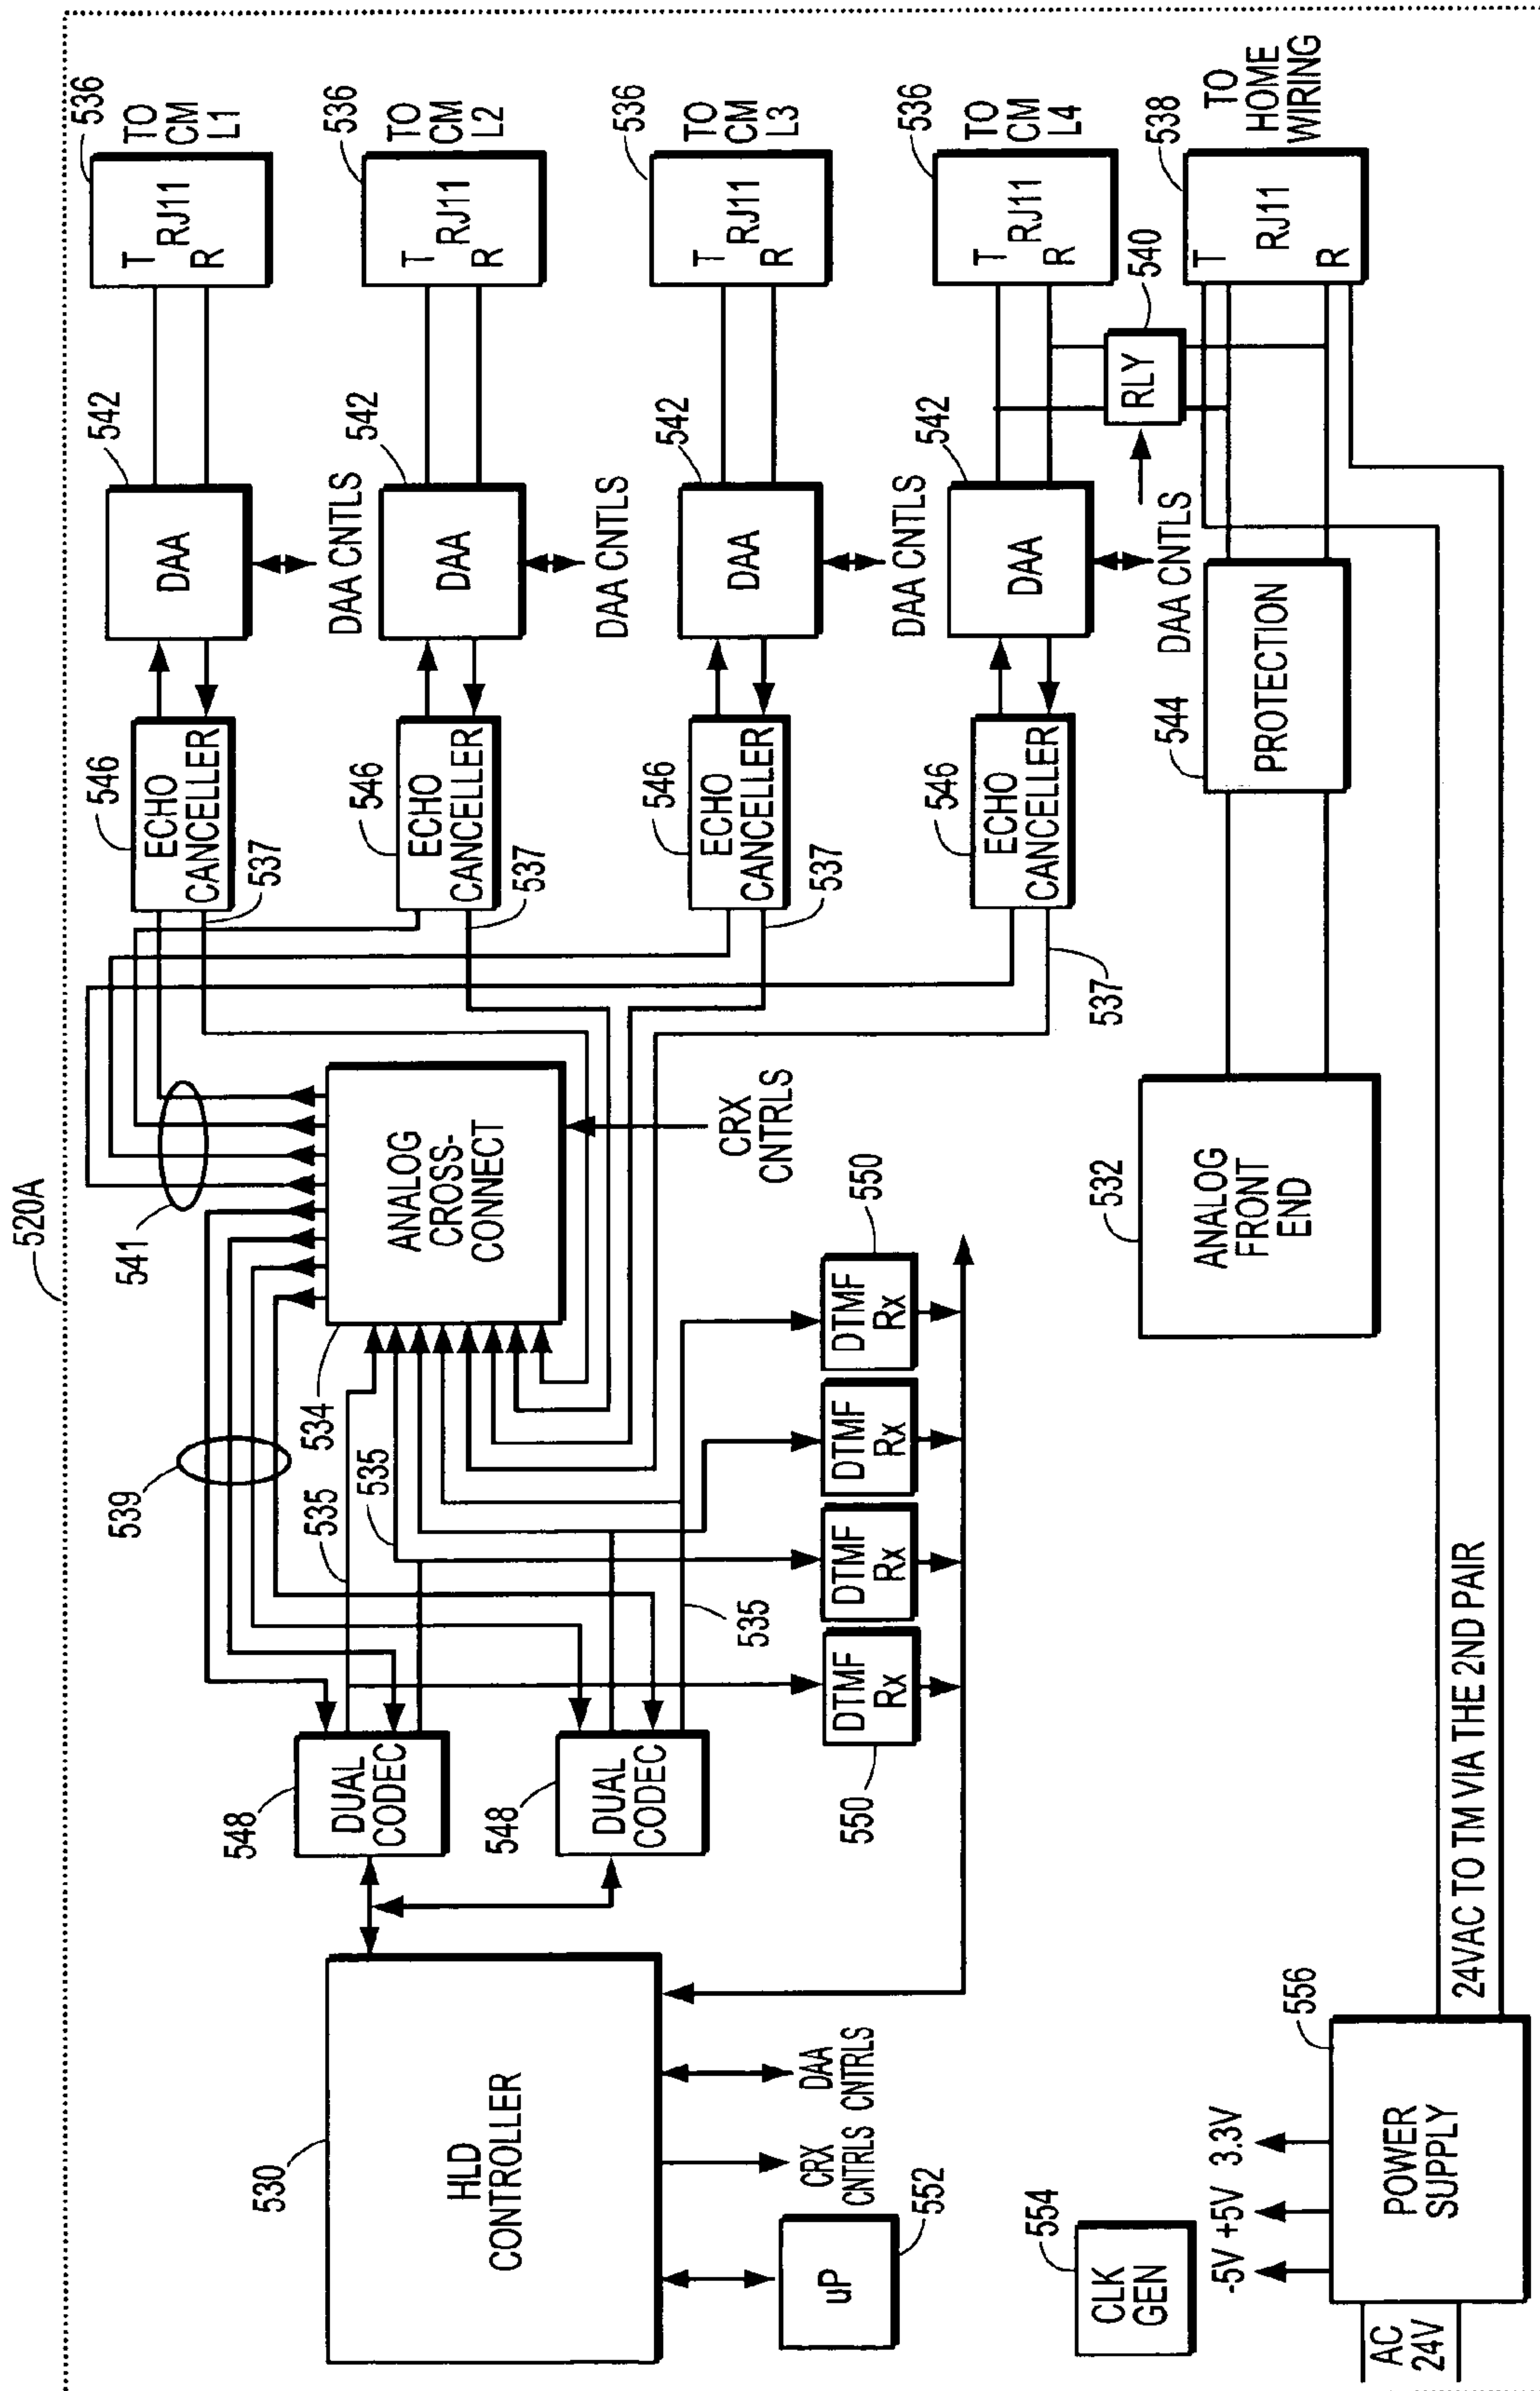 520A
530
HLD
CONTROLLER
548
DUAL
CODEC
548
DUAL
CODEC
539
535
535
535
534
ANALOG
CROSS-
CONNECT
541
CRX
CNTRLS
546
ECHO
CANCELLER
537
542
DAA
DAA CNTLS
536
T
RJ11
R
TO
CM
L1
546
ECHO
CANCELLER
537
542
DAA
DAA CNTLS
536
T
RJ11
R
TO
CM
L2
546
ECHO
CANCELLER
537
542
DAA
DAA CNTLS
536
T
RJ11
R
TO
CM
L3
546
ECHO
CANCELLER
537
542
DAA
DAA CNTLS
536
T
RJ11
R
TO
CM
L4
540
RLY
538
T
RJ11
R
TO
HOME
WIRING
550
DTMF
Rx
DTMF
Rx
DTMF
Rx
DTMF
Rx
550
CRX
CNTRLS
DAA
CNTRLS
552
uP
554
CLK
GEN
532
ANALOG
FRONT
END
544
PROTECTION
-5V +5V 3.3V
556
POWER
SUPPLY
AC
24V
24VAC TO TM VIA THE 2ND PAIR